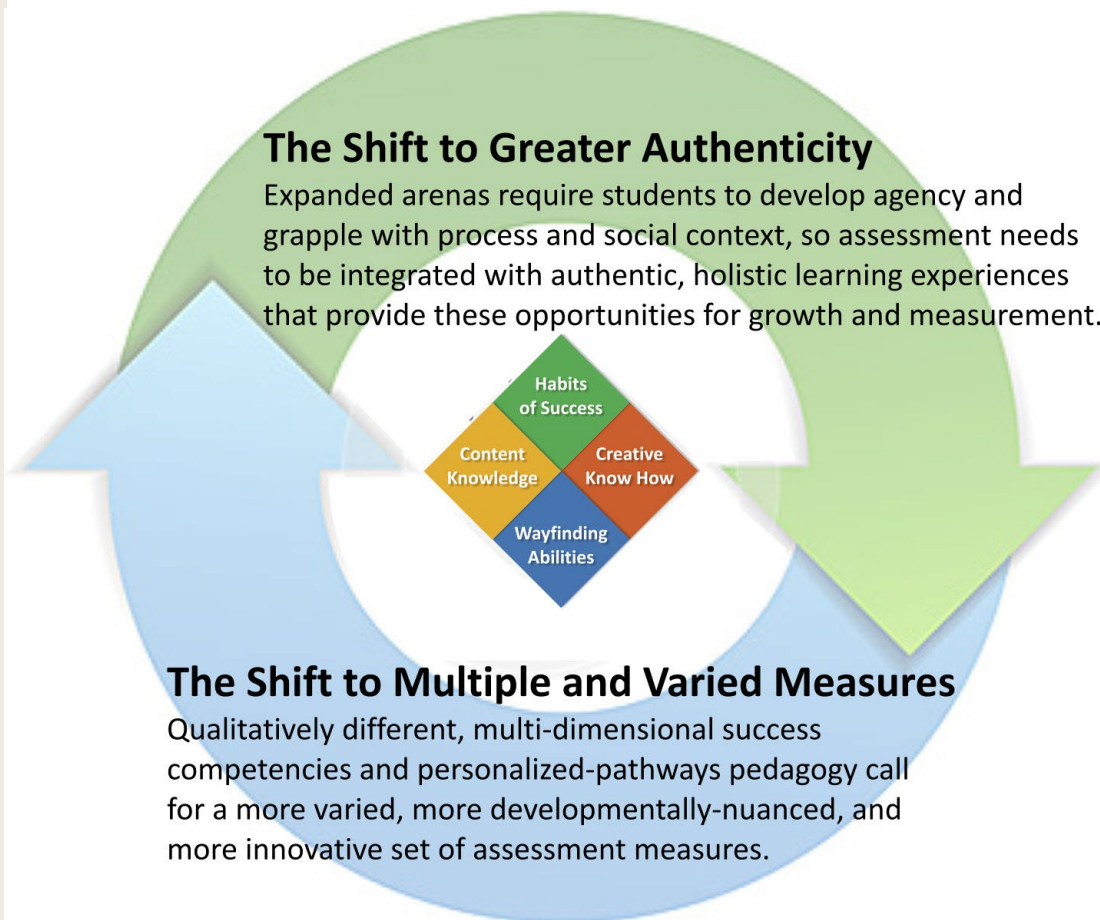 The Shift to Greater Authenticity
Expanded arenas require students to develop agency and
grapple with process and social context, so assessment needs
to be integrated with authentic, holistic learning experiences
that provide these opportunities for growth and measurement.
Habits
of Success
Content
Knowledge
Creative
Know How
Wayfinding
Abilities
The Shift to Multiple and Varied Measures
Qualitatively different, multi-dimensional success
competencies and personalized-pathways pedagogy call
for a more varied, more developmentally-nuanced, and
more innovative set of assessment measures.